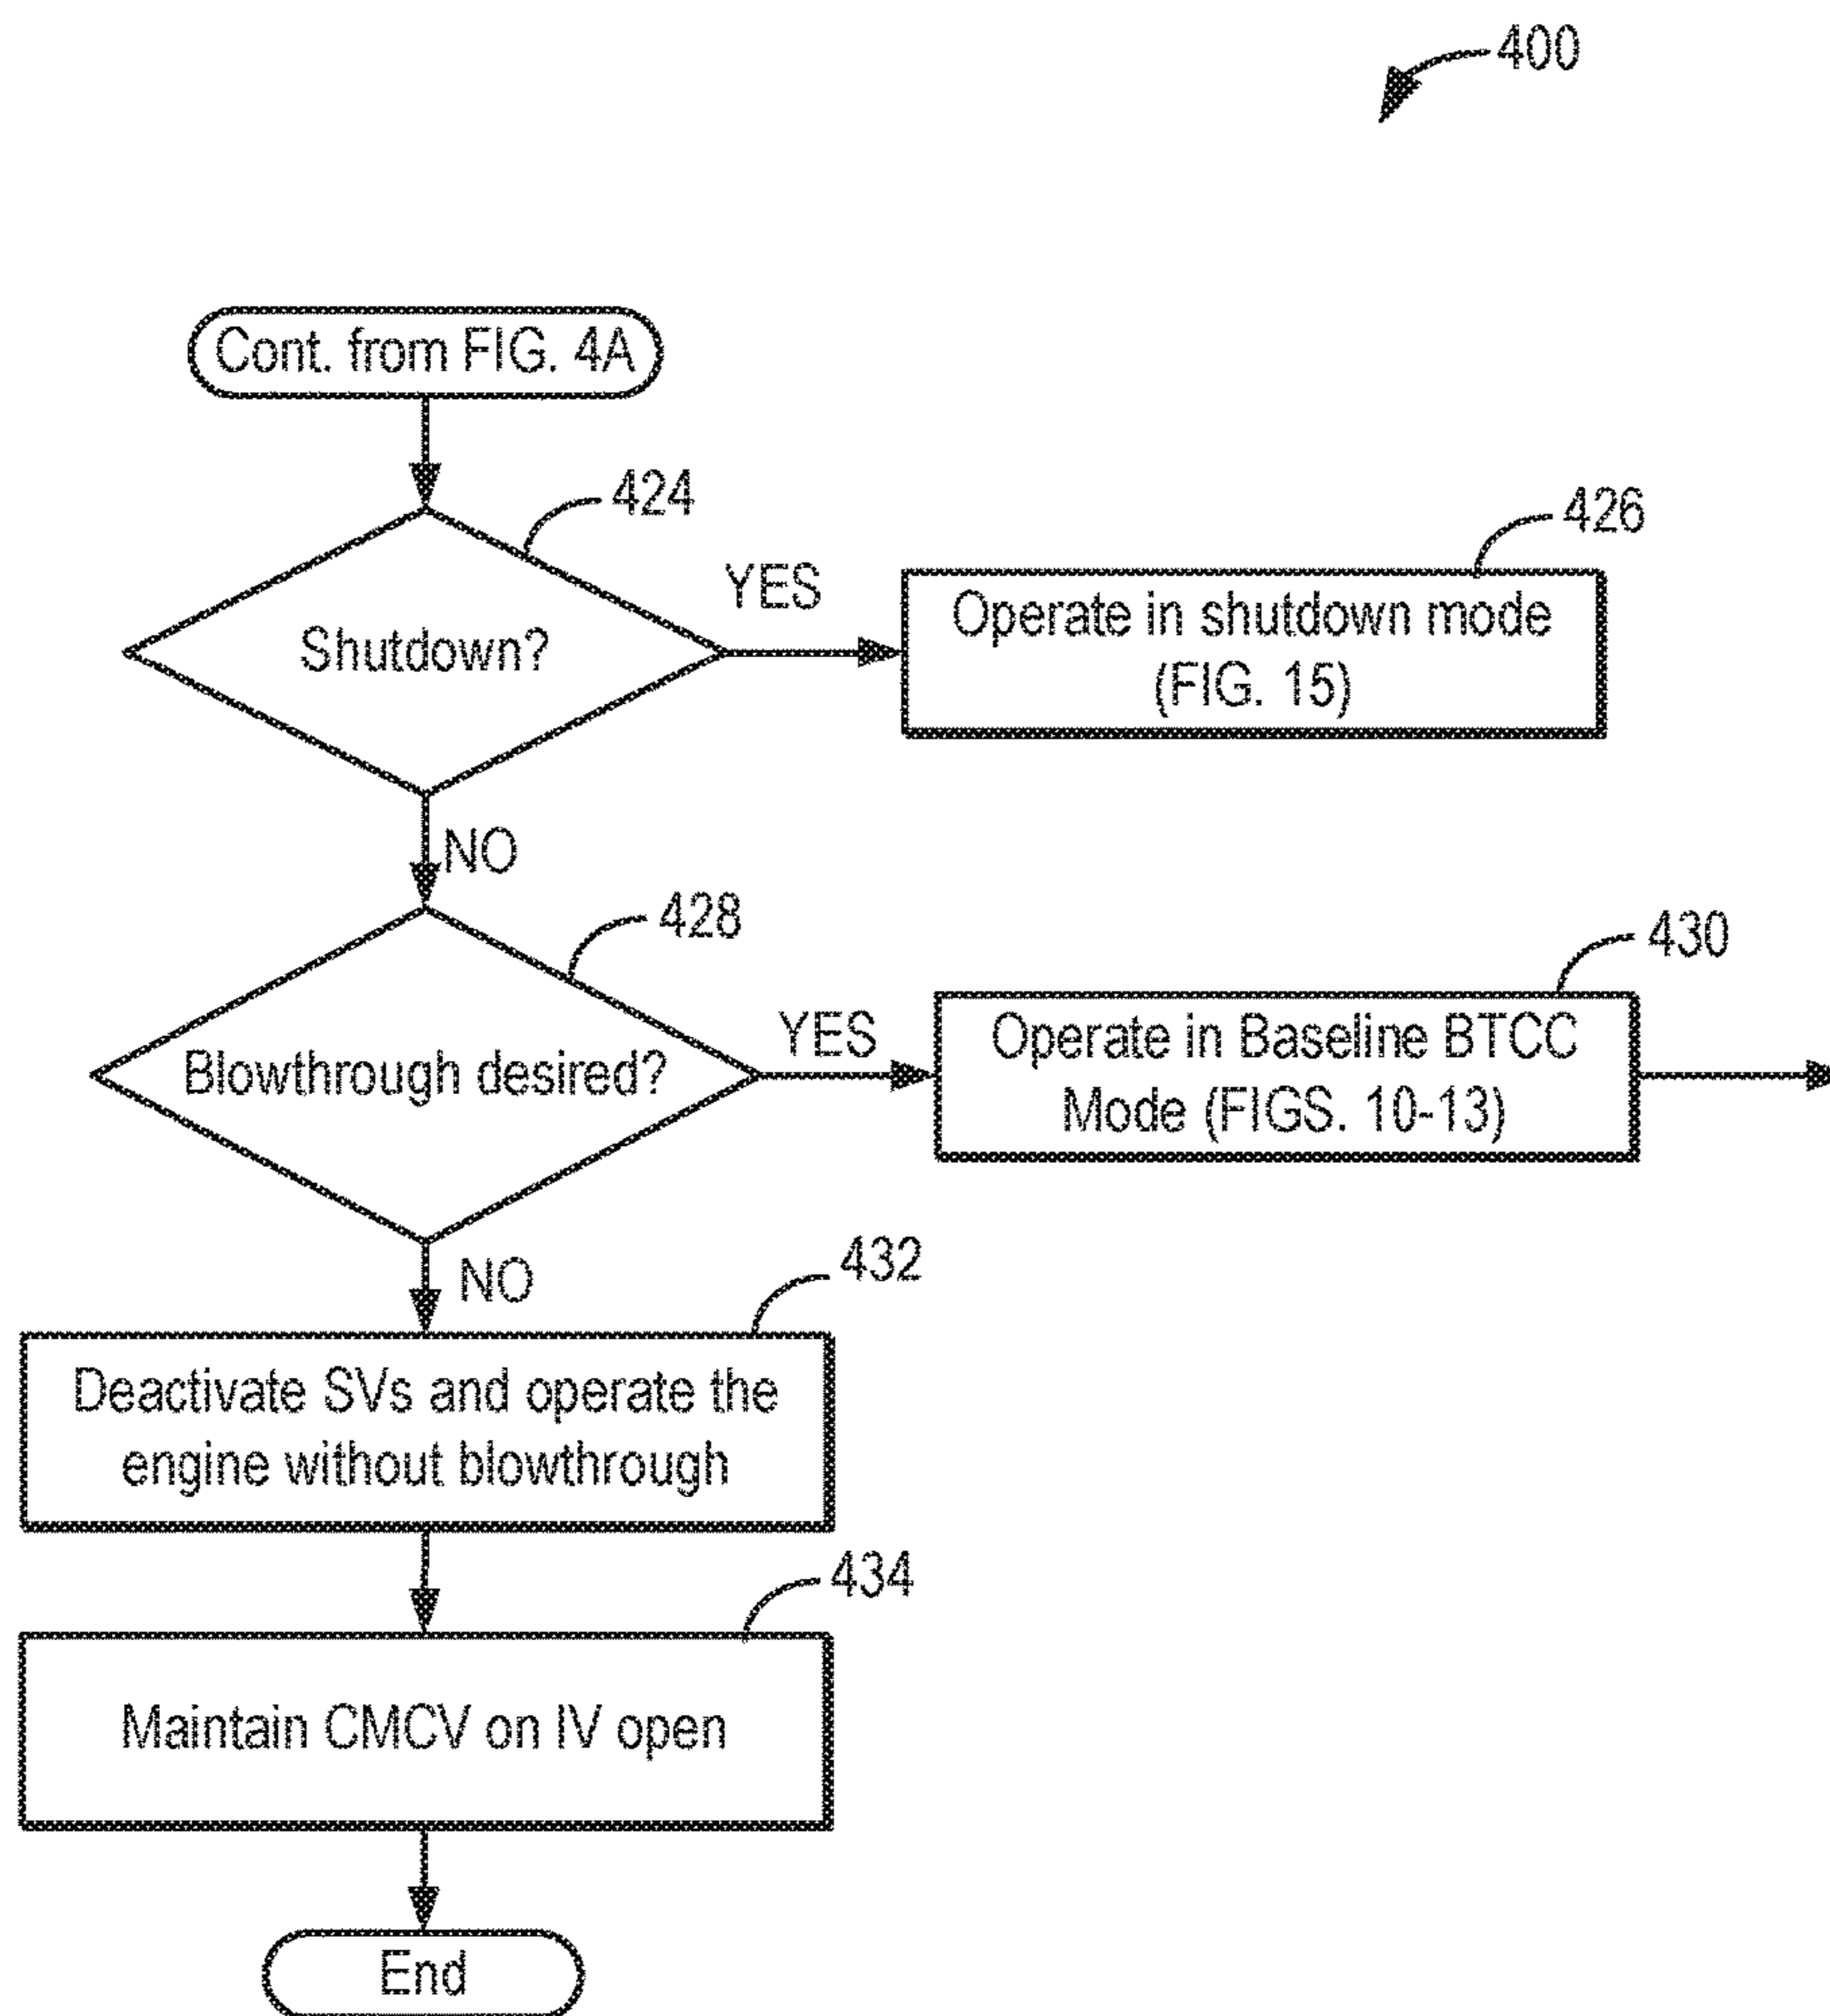 400
Cont. from FIG. 4A
424
Shutdown?
YES
426
Operate in shutdown mode
(FIG. 15)
NO
428
Blowthrough desired?
YES
430
Operate in Baseline BTCC
Mode (FIGS. 10-13)
NO
432
Deactivate SVs and operate the
engine without blowthrough
434
Maintain CMCV on IV open
End